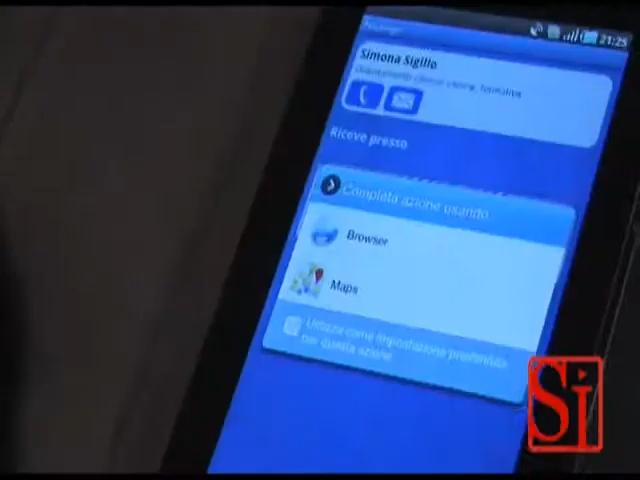 21:25
Simona Sigillo
Riceve presso
Completa azione usando
Browser
Maps
Utilizza come impostazione predefinita
per questa azione
Si